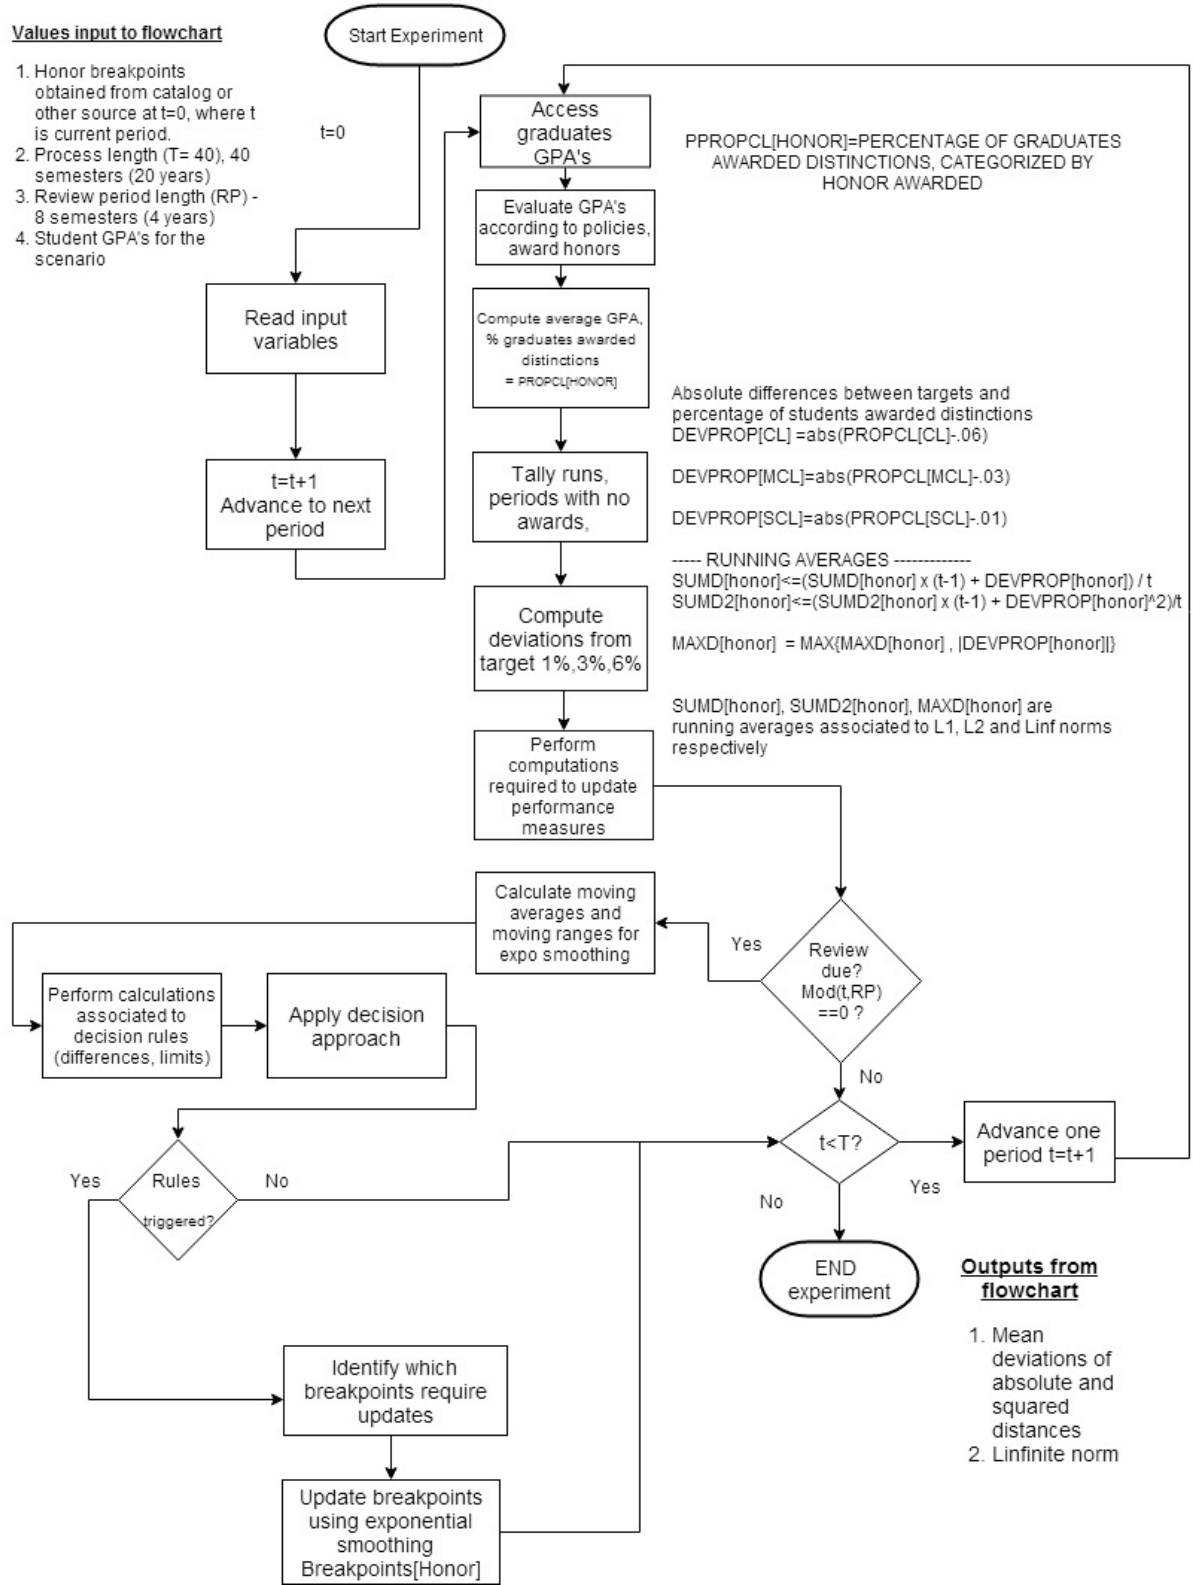 Values input to flowchart
1. Honor breakpoints
obtained from catalog or
other source at t=0, where t
is current period.
2. Process length (T= 40), 40
semesters (20 years)
3. Review period length (RP) -
8 semesters (4 years)
4. Student GPA's for the
scenario
Start Experiment
t=0
Read input
variables
t=t+1
Advance to next
period
Access
graduates
GPA's
PPROPCL[HONOR]=PERCENTAGE OF GRADUATES
AWARDED DISTINCTIONS, CATEGORIZED BY
HONOR AWARDED
Evaluate GPA's
according to policies,
award honors
Compute average GPA,
% graduates awarded
distinctions
= PROPCL[HONOR]
Absolute differences between targets and
percentage of students awarded distinctions
DEVPROP[CL] =abs(PROPCL[CL]-.06)
DEVPROP[MCL]=abs(PROPCL[MCL]-.03)
DEVPROP[SCL]=abs(PROPCL[SCL]-.01)
Tally runs,
periods with no
awards,
----- RUNNING AVERAGES -------------
SUMD[honor]<=(SUMD[honor] x (t-1) + DEVPROP[honor]) / t
SUMD2[honor]<=(SUMD2[honor] x (t-1) + DEVPROP[honor]^2)/t
MAXD[honor] = MAX{MAXD[honor] , |DEVPROP[honor]|}
Compute
deviations from
target 1%,3%,6%
SUMD[honor], SUMD2[honor], MAXD[honor] are
running averages associated to L1, L2 and Linf norms
respectively
Perform
computations
required to update
performance
measures
Calculate moving
averages and
moving ranges for
expo smoothing
Yes
Review
due?
Mod(t,RP)
==0 ?
No
Perform calculations
associated to
decision rules
(differences, limits)
Apply decision
approach
Yes
Rules
triggered?
No
t<T?
Yes
No
Advance one
period t=t+1
END
experiment
Outputs from
flowchart
1. Mean
deviations of
absolute and
squared
distances
2. Linfinite norm
Identify which
breakpoints require
updates
Update breakpoints
using exponential
smoothing
Breakpoints[Honor]